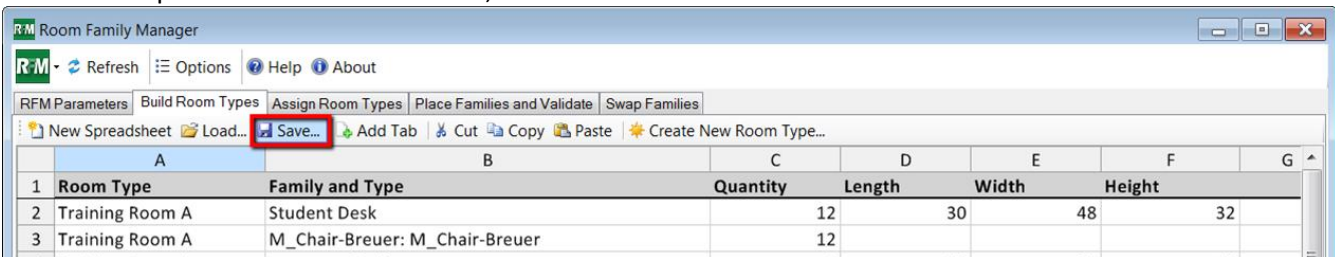 RFM Room Family Manager
RFM Refresh Options Help About
RFM Parameters Build Room Types Assign Room Types Place Families and Validate Swap Families
New Spreadsheet Load... Save... Add Tab Cut Copy Paste Create New Room Type...
A B C D E F G
1 Room Type Family and Type Quantity Length Width Height
2 Training Room A Student Desk 12 30 48 32
3 Training Room A M_Chair-Breuer: M_Chair-Breuer 12